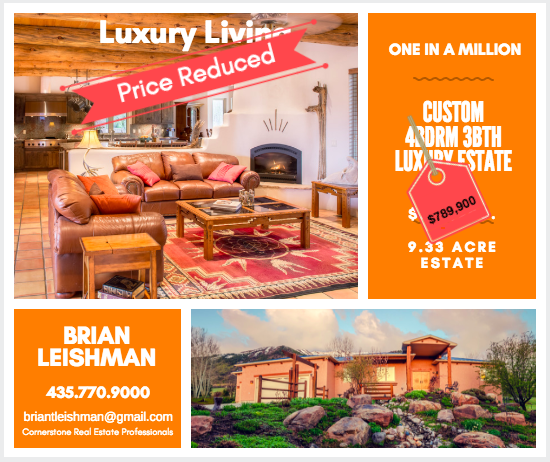 Luxury Living
Price Reduced
ONE IN A MILLION
CUSTOM
4BDRM 3BTH
LUXURY ESTATE
$789,900
9.33 ACRE
ESTATE
BRIAN
LEISHMAN
435.770.9000
briantleishman@gmail.com
Cornerstone Real Estate Professionals